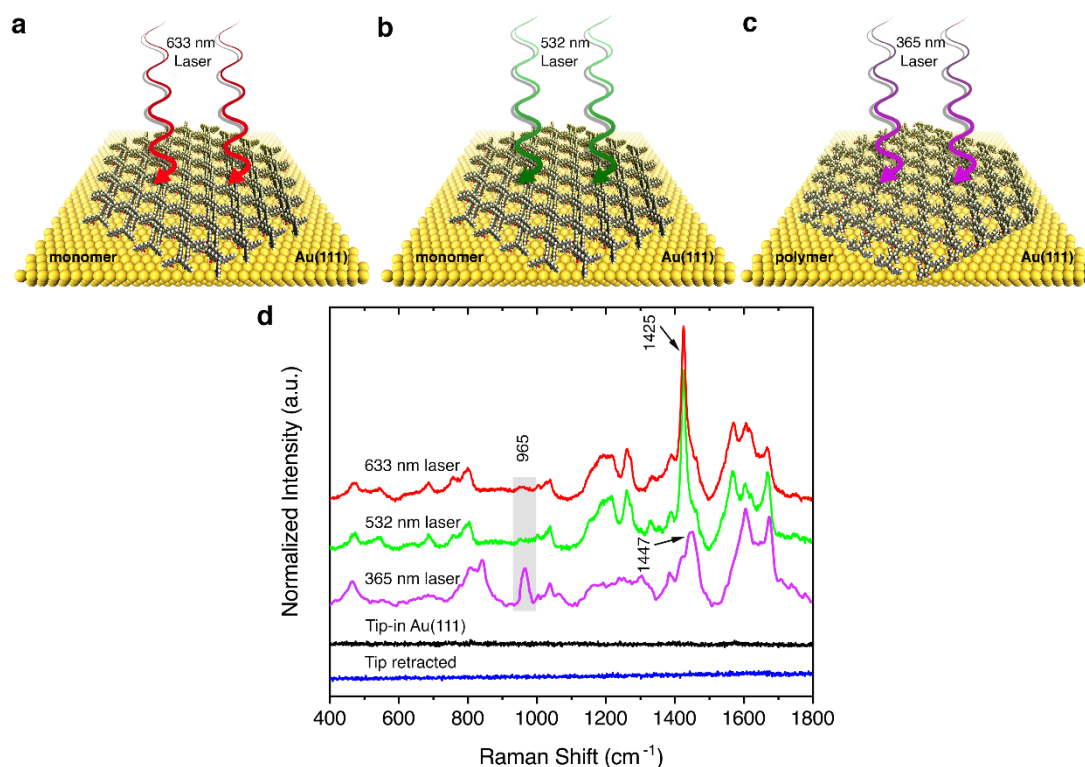 a
633 nm
Laser
monomer
Au(111)
b
532 nm
Laser
monomer
Au(111)
c
365 nm
Laser
polymer
Au(111)
d
Normalized Intensity (a.u.)
1425
965
633 nm laser
532 nm laser
1447
365 nm laser
Tip-in Au(111)
Tip retracted
400 600 800 1000 1200 1400 1600 1800
Raman Shift (cm⁻¹)